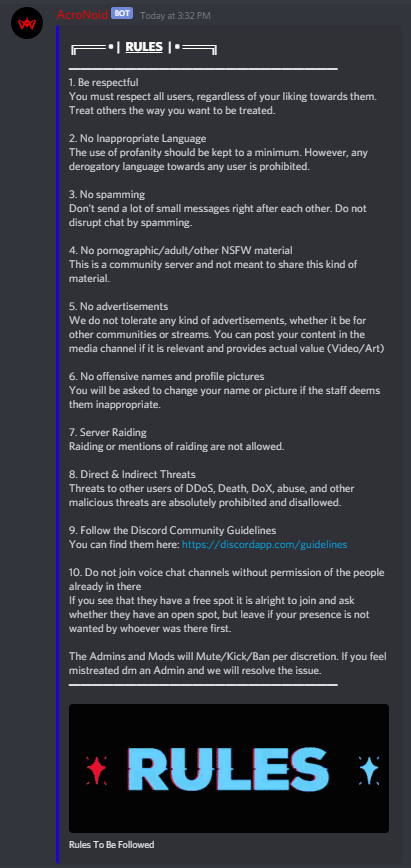 AcroNoid BOT Today at 3:32 PM
╔════ •| RULES |• ════╗
1. Be respectful
You must respect all users, regardless of your liking towards them.
Treat others the way you want to be treated.
2. No Inappropriate Language
The use of profanity should be kept to a minimum. However, any
derogatory language towards any user is prohibited.
3. No spamming
Don't send a lot of small messages right after each other. Do not
disrupt chat by spamming.
4. No pornographic/adult/other NSFW material
This is a community server and not meant to share this kind of
material.
5. No advertisements
We do not tolerate any kind of advertisements, whether it be for
other communities or streams. You can post your content in the
media channel if it is relevant and provides actual value (Video/Art)
6. No offensive names and profile pictures
You will be asked to change your name or picture if the staff deems
them inappropriate.
7. Server Raiding
Raiding or mentions of raiding are not allowed.
8. Direct & Indirect Threats
Threats to other users of DDoS, Death, DoX, abuse, and other
malicious threats are absolutely prohibited and disallowed.
9. Follow the Discord Community Guidelines
You can find them here: https://discordapp.com/guidelines
10. Do not join voice chat channels without permission of the people
already in there
If you see that they have a free spot it is alright to join and ask
whether they have an open spot, but leave if your presence is not
wanted by whoever was there first.
The Admins and Mods will Mute/Kick/Ban per discretion. If you feel
mistreated dm an Admin and we will resolve the issue.
RULES
Rules To Be Followed